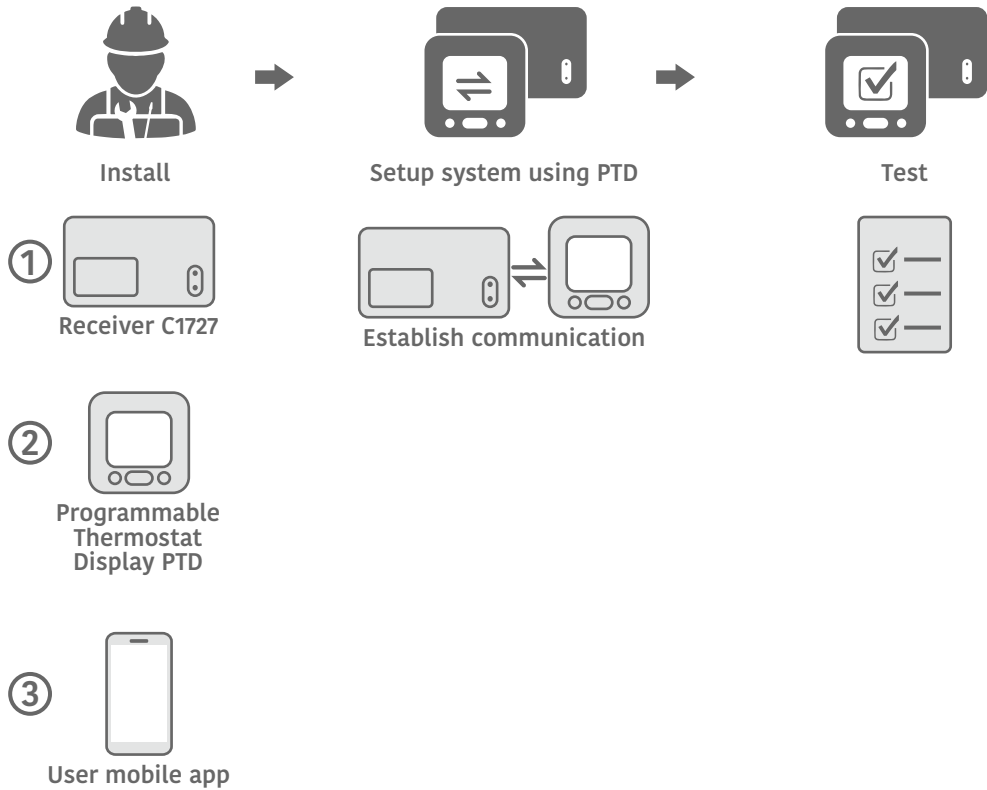 Install
Setup system using PTD
Test
1
Receiver C1727
Establish communication
2
Programmable
Thermostat
Display PTD
3
User mobile app